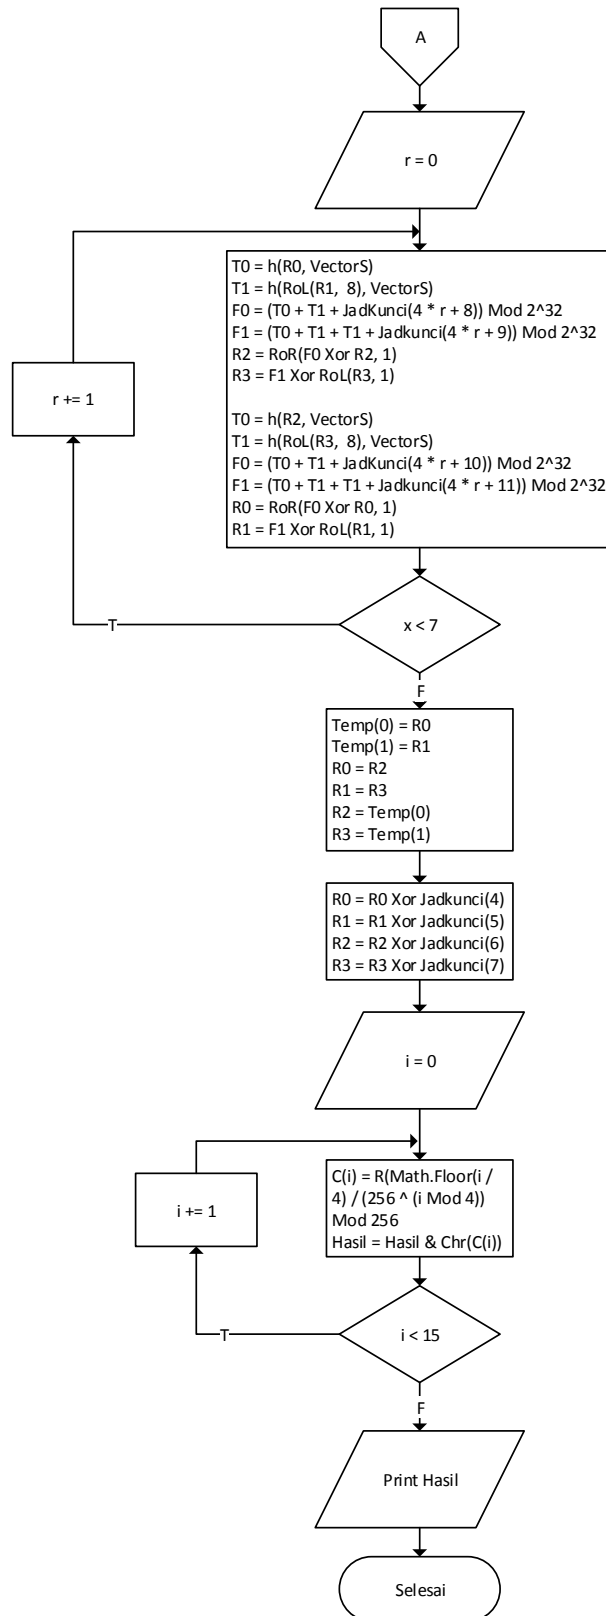 A
r = 0
T0 = h(R0, VectorS)
T1 = h(RoL(R1, 8), VectorS)
F0 = (T0 + T1 + JadKunci(4 * r + 8)) Mod 2^32
F1 = (T0 + T1 + T1 + Jadkunci(4 * r + 9)) Mod 2^32
R2 = RoR(F0 Xor R2, 1)
R3 = F1 Xor RoL(R3, 1)
r += 1
T0 = h(R2, VectorS)
T1 = h(RoL(R3, 8), VectorS)
F0 = (T0 + T1 + JadKunci(4 * r + 10)) Mod 2^32
F1 = (T0 + T1 + T1 + Jadkunci(4 * r + 11)) Mod 2^32
R0 = RoR(F0 Xor R0, 1)
R1 = F1 Xor RoL(R1, 1)
T
x < 7
F
Temp(0) = R0
Temp(1) = R1
R0 = R2
R1 = R3
R2 = Temp(0)
R3 = Temp(1)
R0 = R0 Xor Jadkunci(4)
R1 = R1 Xor Jadkunci(5)
R2 = R2 Xor Jadkunci(6)
R3 = R3 Xor Jadkunci(7)
i = 0
C(i) = R(Math.Floor(i /
4) / (256 ^ (i Mod 4))
Mod 256
Hasil = Hasil & Chr(C(i))
i += 1
T
i < 15
F
Print Hasil
Selesai